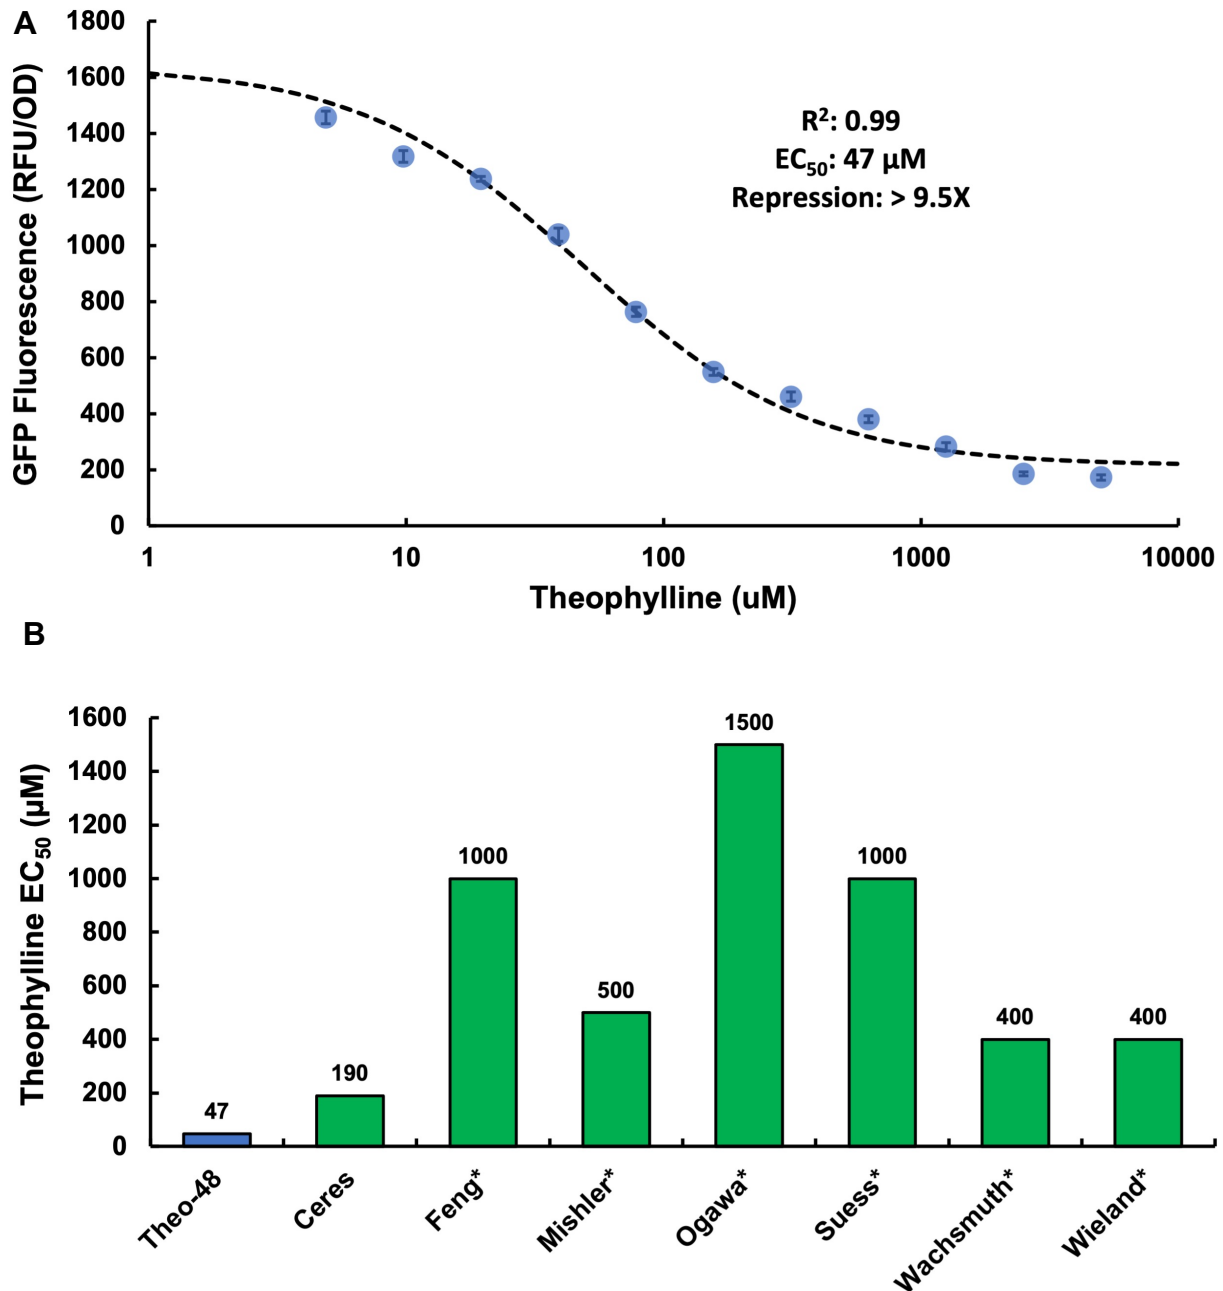 A
GFP Fluorescence (RFU/OD)
1800
1600
1400
1200
1000
800
600
400
200
0
R²: 0.99
EC₅₀: 47 µM
Repression: > 9.5X
1 10 100 1000 10000
Theophylline (uM)
B
Theophylline EC₅₀ (µM)
1600
1400
1200
1000
800
600
400
200
0
47 190 1000 500 1500 1000 400 400
Theo-48 Ceres Feng* Mishler* Ogawa* Suess* Wachsmuth* Wieland*